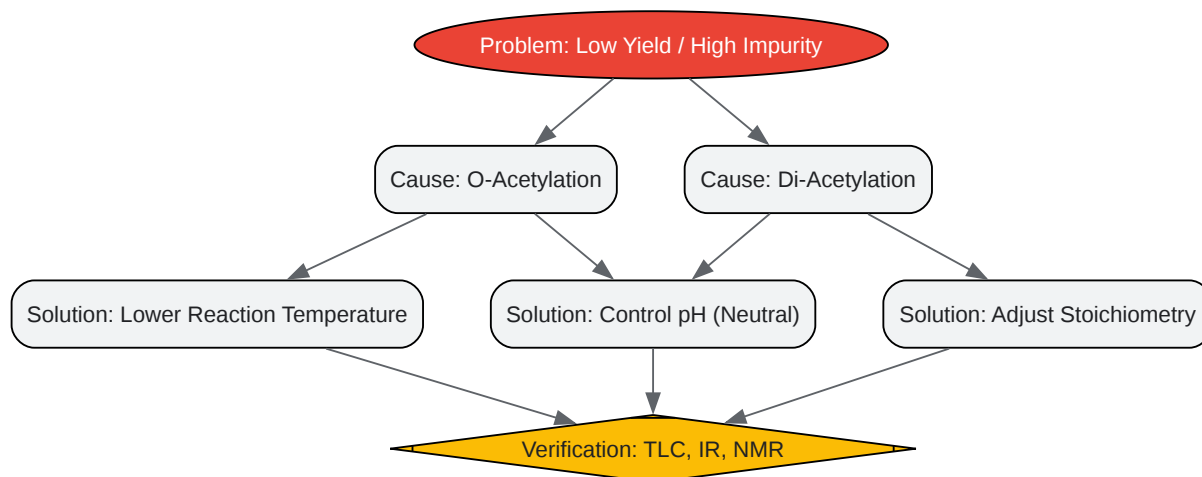 Problem: Low Yield / High Impurity
Cause: O-Acetylation
Cause: Di-Acetylation
Solution: Lower Reaction Temperature
Solution: Control pH (Neutral)
Solution: Adjust Stoichiometry
Verification: TLC, IR, NMR